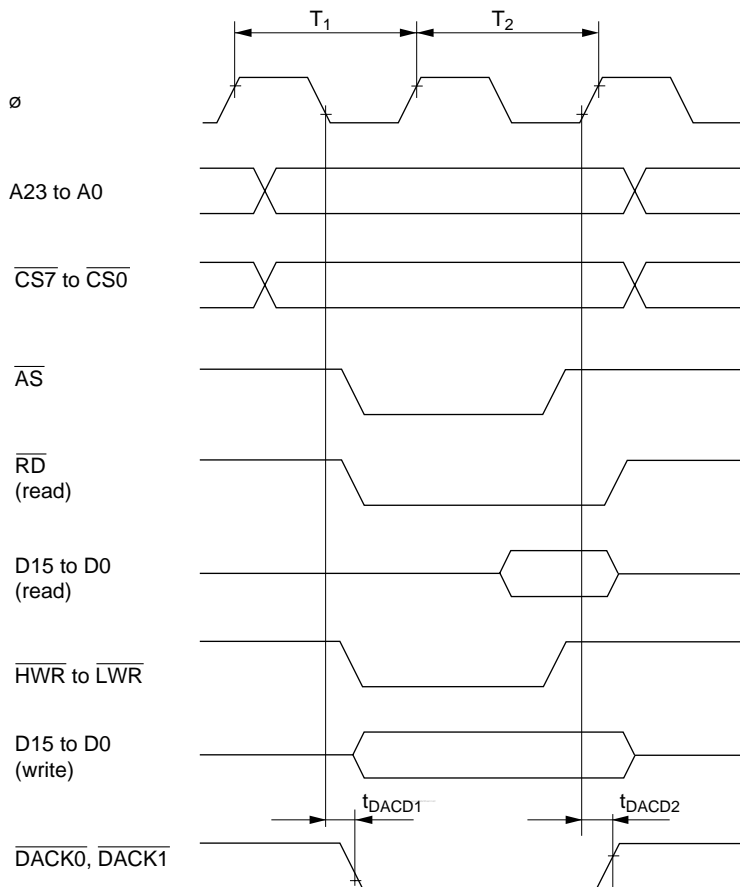 T1 T2
ø
A23 to A0
CS7 to CS0
AS
RD
(read)
D15 to D0
(read)
HWR to LWR
D15 to D0
(write)
tDACD1 tDACD2
DACK0, DACK1